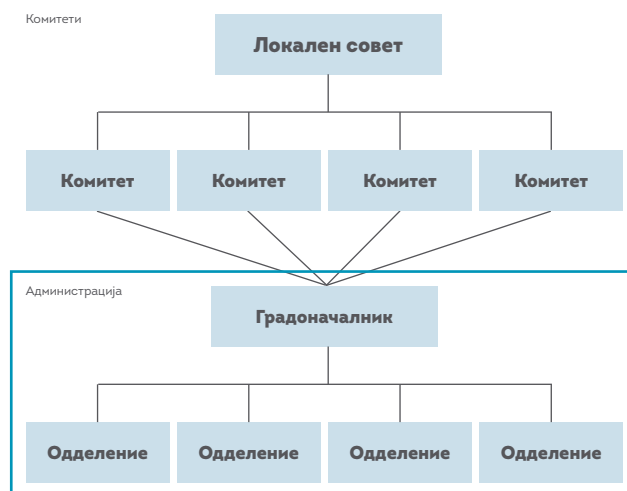 Комитети
Локален совет
Комитет
Комитет
Комитет
Комитет
Администрација
Градоначалник
Одделение
Одделение
Одделение
Одделение